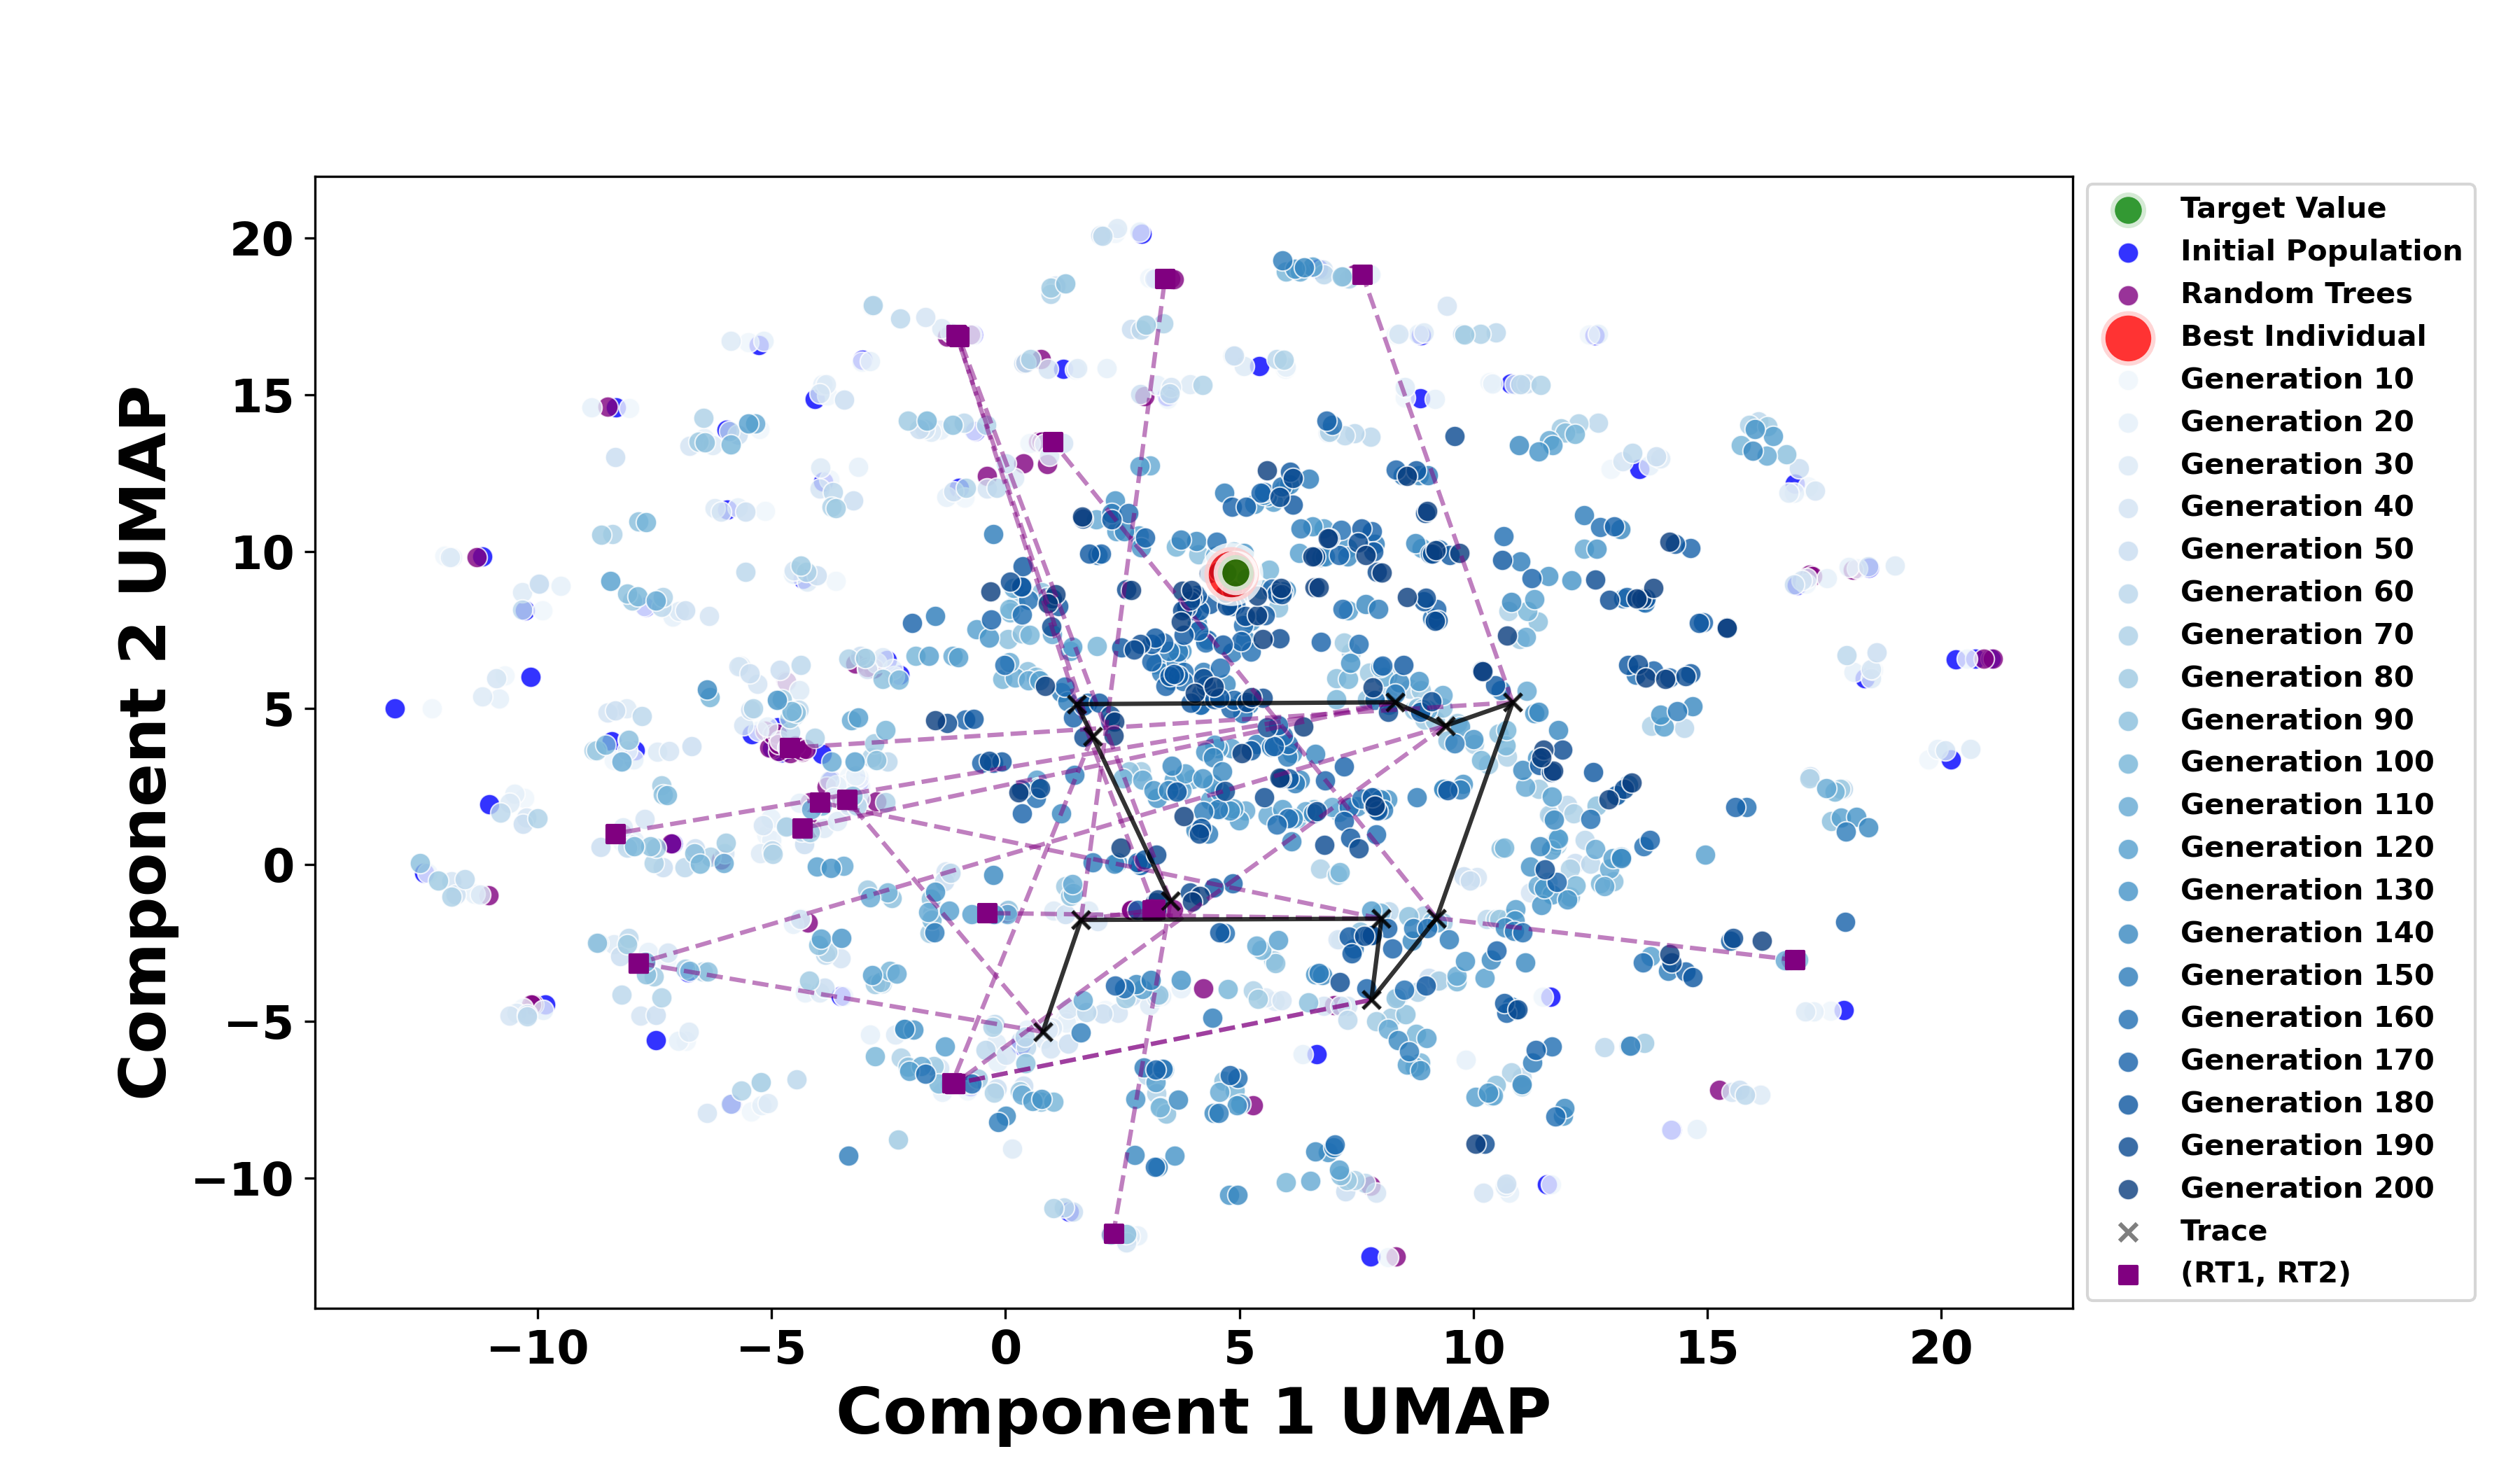 20
15
10
5
0
−5
−10
−10 −5 0 5 10 15 20
Component 1 UMAP
Component 2 UMAP
Target Value
Initial Population
Random Trees
Best Individual
Generation 10
Generation 20
Generation 30
Generation 40
Generation 50
Generation 60
Generation 70
Generation 80
Generation 90
Generation 100
Generation 110
Generation 120
Generation 130
Generation 140
Generation 150
Generation 160
Generation 170
Generation 180
Generation 190
Generation 200
Trace
(RT1, RT2)